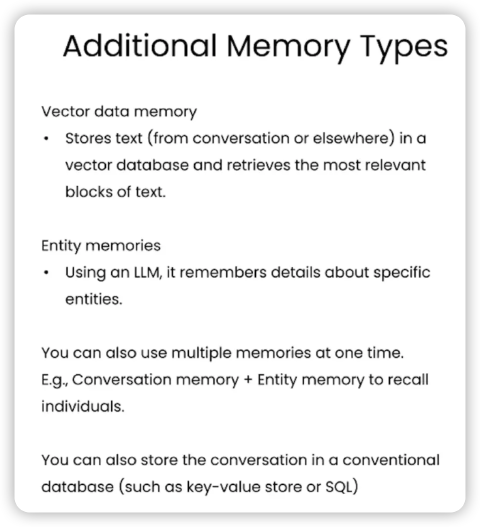 Additional Memory Types
Vector data memory
• Stores text (from conversation or elsewhere) in a
vector database and retrieves the most relevant
blocks of text.
Entity memories
• Using an LLM, it remembers details about specific
entities.
You can also use multiple memories at one time.
E.g., Conversation memory + Entity memory to recall
individuals.
You can also store the conversation in a conventional
database (such as key-value store or SQL)